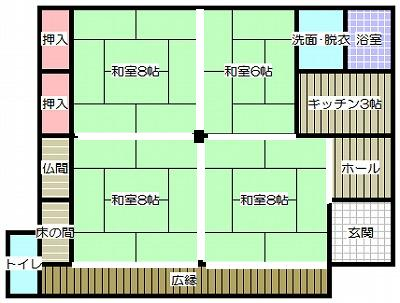 押入
和室8帖
和室6帖
洗面・脱衣
浴室
押入
キッチン3帖
仏間
和室8帖
和室8帖
ホール
床の間
玄関
トイレ
広縁